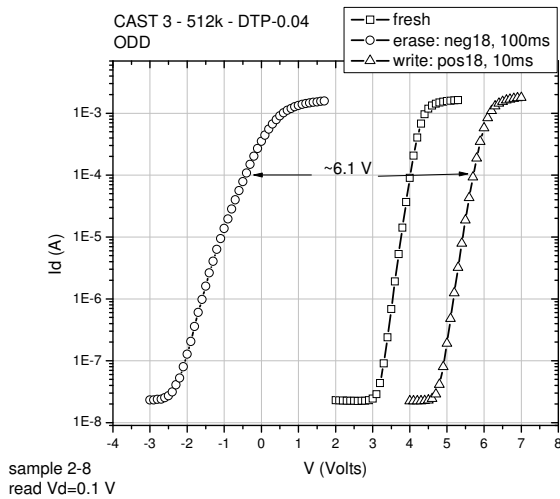 CAST 3 - 512k - DTP-0.04
ODD
fresh
erase: neg18, 100ms
write: pos18, 10ms
1E-3
1E-4
1E-5
1E-6
1E-7
1E-8
Id (A)
~6.1 V
-4 -3 -2 -1 0 1 2 3 4 5 6 7 8
V (Volts)
sample 2-8
read Vd=0.1 V